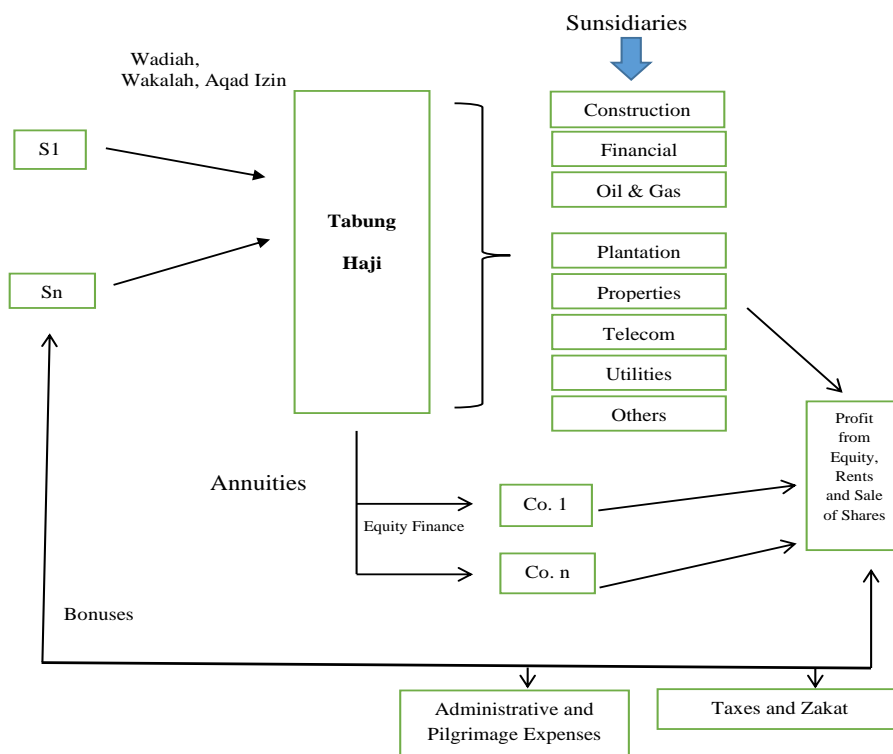 Sunsidiaries
Wadiah,
Wakalah, Aqad Izin
S1
Sn
Tabung
Haji
Construction
Financial
Oil & Gas
Plantation
Properties
Telecom
Utilities
Others
Profit
from
Equity,
Rents
and Sale
of Shares
Annuities
Equity Finance
Co. 1
Co. n
Bonuses
Administrative and
Pilgrimage Expenses
Taxes and Zakat